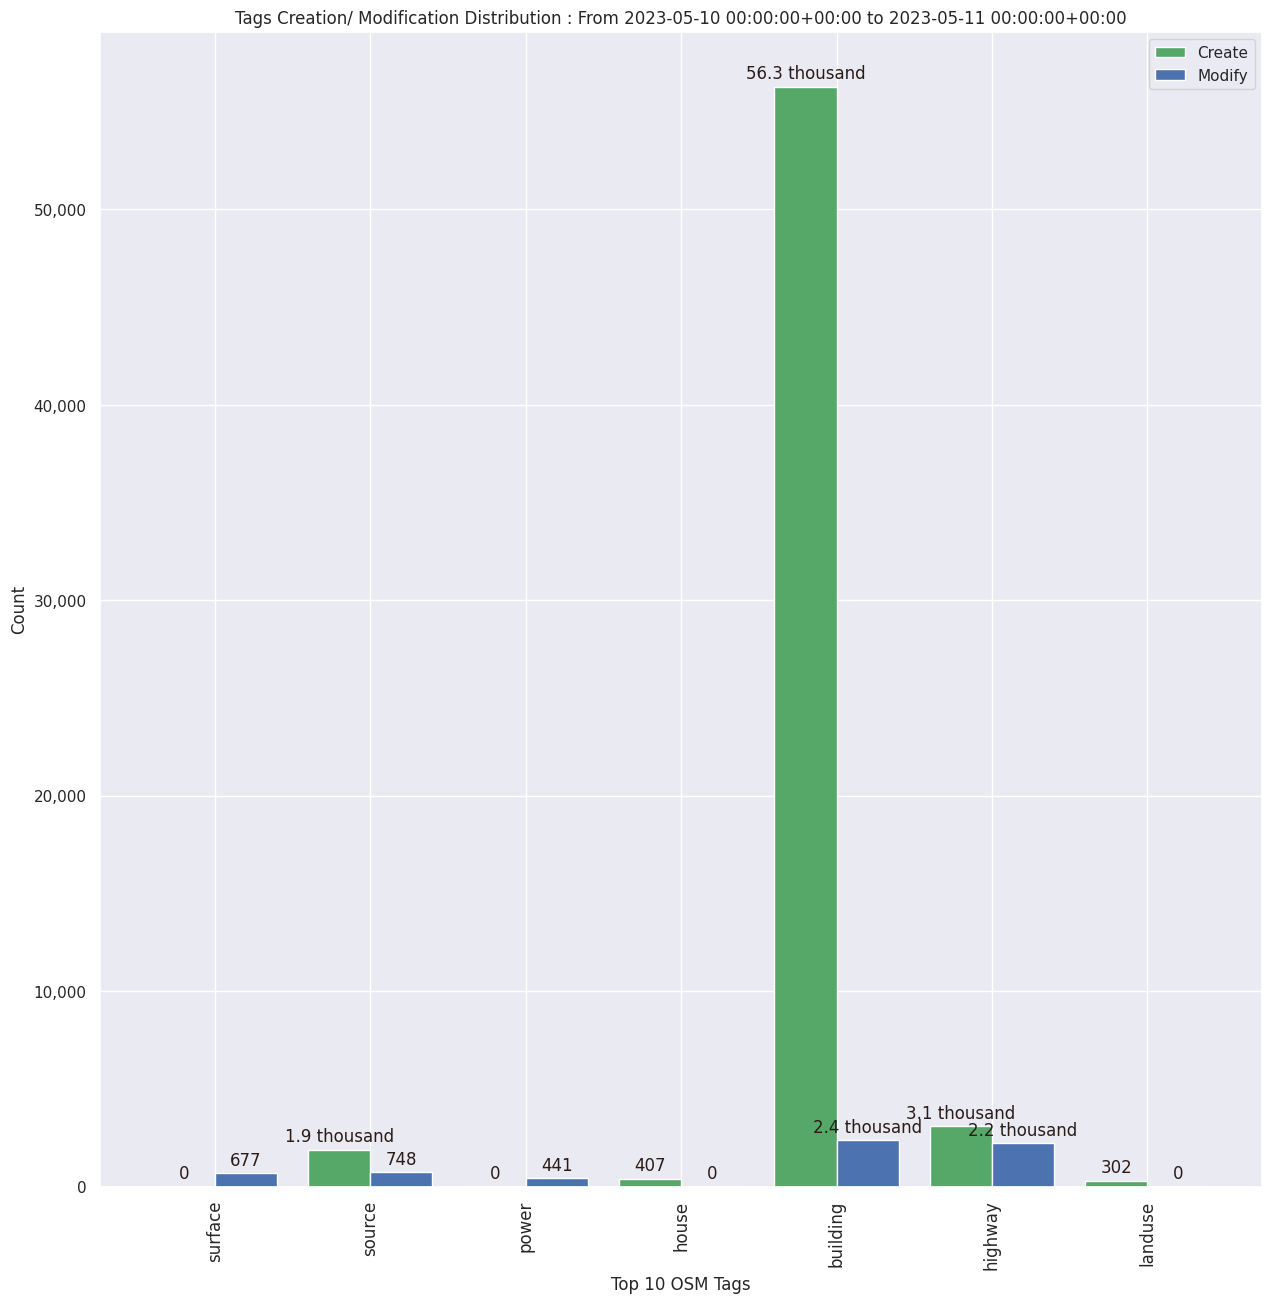 Tags Creation/ Modification Distribution : From 2023-05-10 00:00:00+00:00 to 2023-05-11 00:00:00+00:00
Create
Modify
56.3 thousand
50,000
40,000
30,000
20,000
10,000
0
Count
0
677
1.9 thousand
748
0
441
407
0
2.4 thousand
3.1 thousand
2.2 thousand
302
0
surface
source
power
house
building
highway
landuse
Top 10 OSM Tags